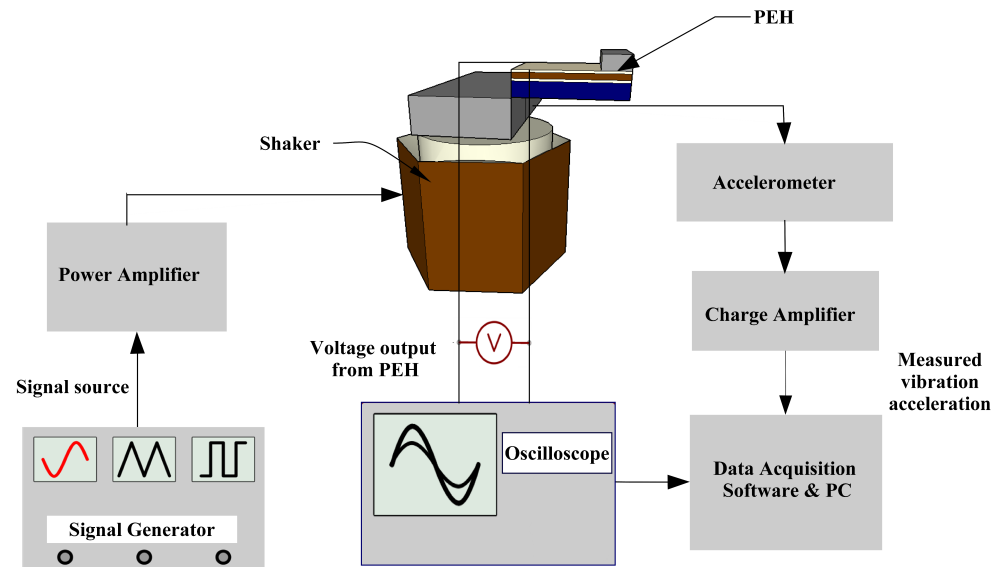 PEH
Shaker
Accelerometer
Power Amplifier
Charge Amplifier
Voltage output
from PEH
V
Measured
vibration
acceleration
Signal source
Oscilloscope
Data Acquisition
Software & PC
Signal Generator